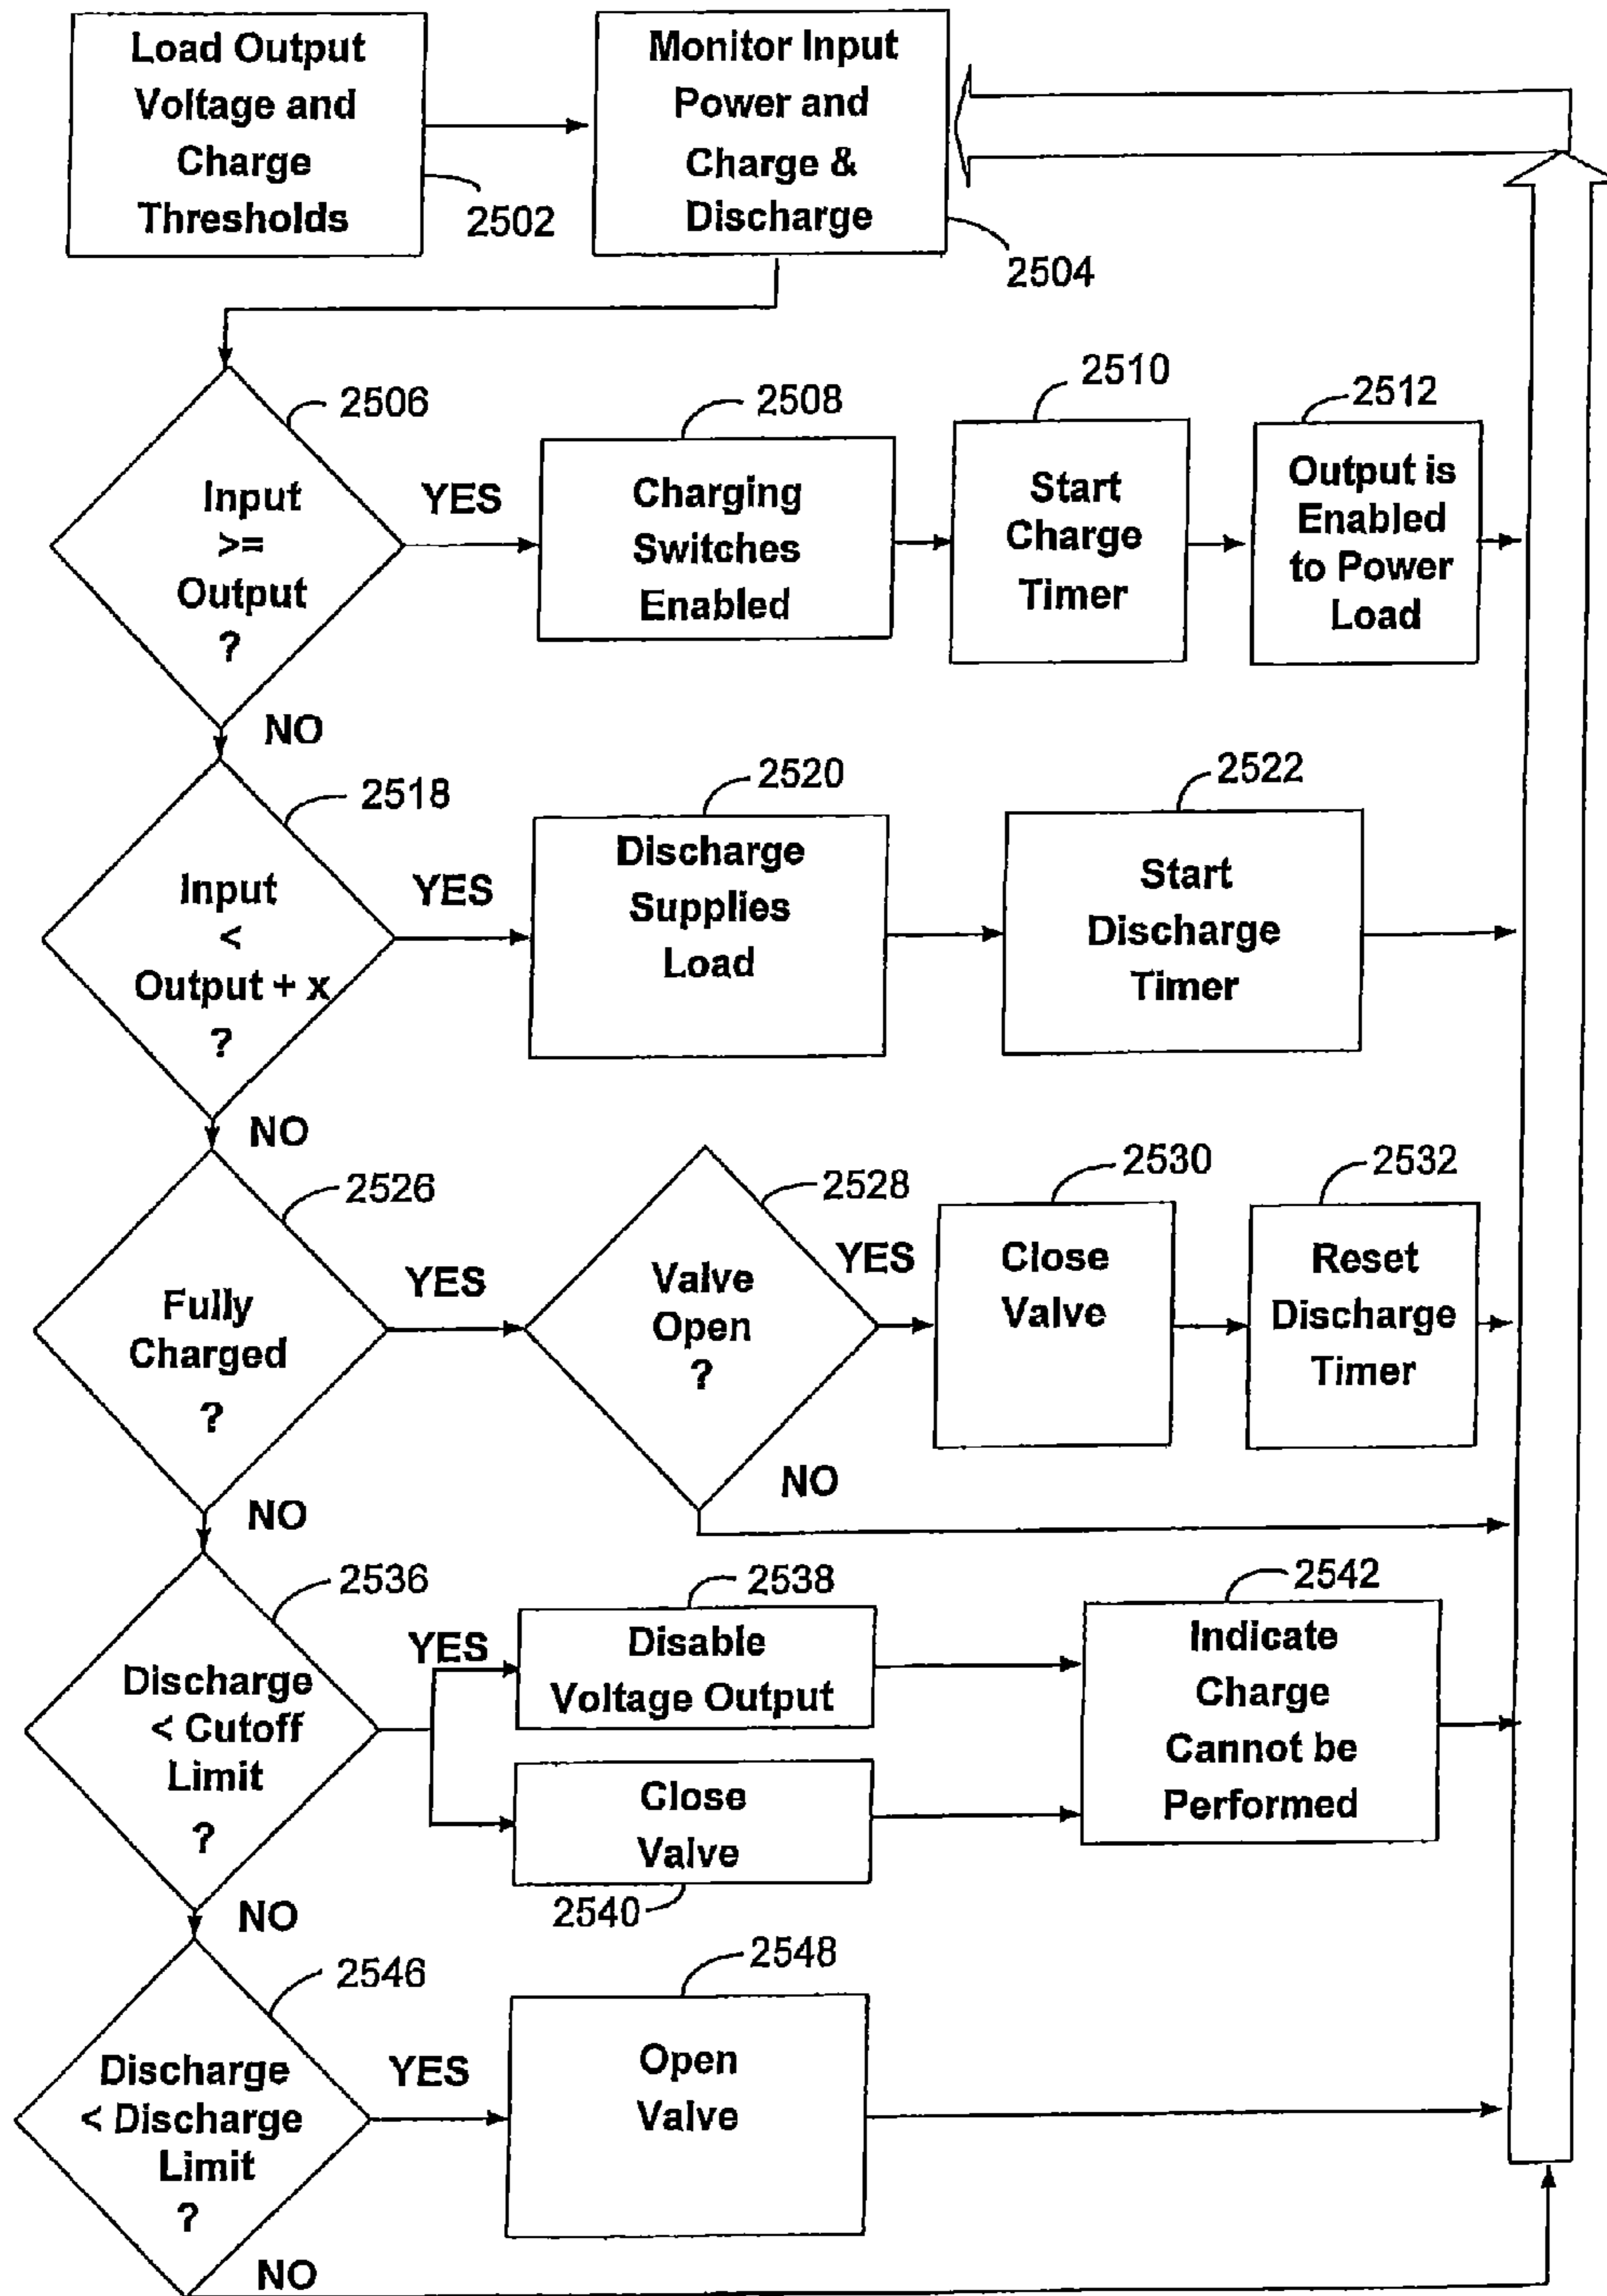 Load Output
Voltage and
Charge
Thresholds
2502
Monitor Input
Power and
Charge &
Discharge
2504
2506
Input
>=
Output
?
YES
2508
Charging
Switches
Enabled
2510
Start
Charge
Timer
2512
Output is
Enabled
to Power
Load
NO
2518
Input
<
Output + x
?
YES
2520
Discharge
Supplies
Load
2522
Start
Discharge
Timer
NO
2526
Fully
Charged
?
YES
2528
Valve
Open
?
YES
2530
Close
Valve
2532
Reset
Discharge
Timer
NO
NO
2536
Discharge
< Cutoff
Limit
?
YES
2538
Disable
Voltage Output
Close
Valve
2540
2542
Indicate
Charge
Cannot be
Performed
NO
2546
Discharge
< Discharge
Limit
?
YES
2548
Open
Valve
NO